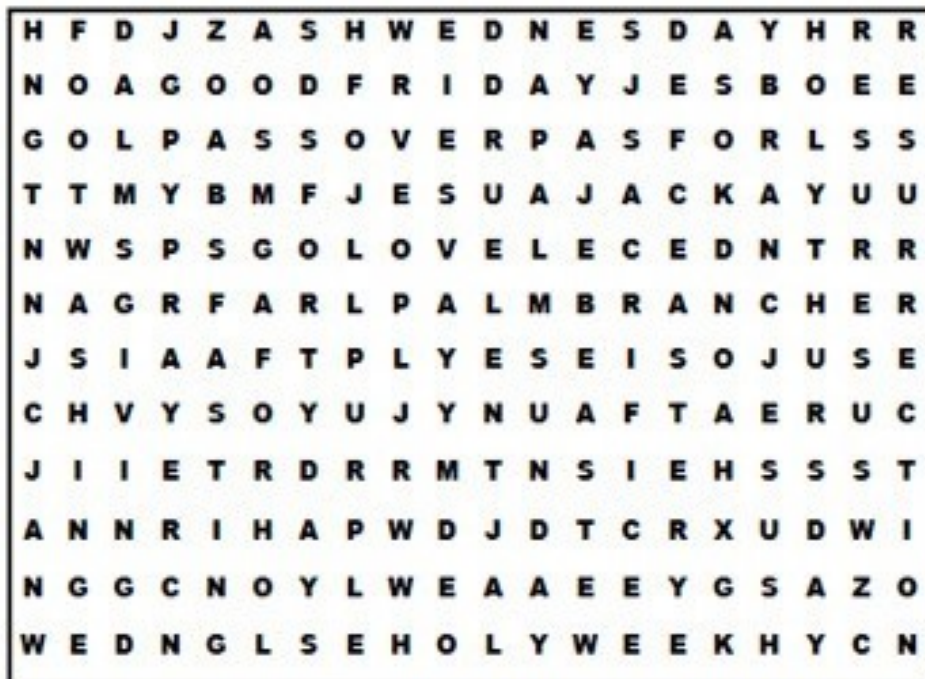 H F D J Z A S H W E D N E S D A Y H R R
N O A G O O D F R I D A Y J E S B O E E
G O L P A S S O V E R P A S F O R L S S
T T M Y B M F J E S U A J A C K A Y U U
N W S P S G O L O V E L E C E D N T R R
N A G R F A R L P A L M B R A N C H E R
J S I A A F T P L Y E S E I S O J U S E
C H V Y S O Y U J Y N U A F T A E R U C
J I I E T R D R R M T N S I E H S S S T
A N N R I H A P W D J D T C R X U D W I
N G G C N O Y L W E A A E E Y G S A Z O
W E D N G L S E H O L Y W E E K H Y C N